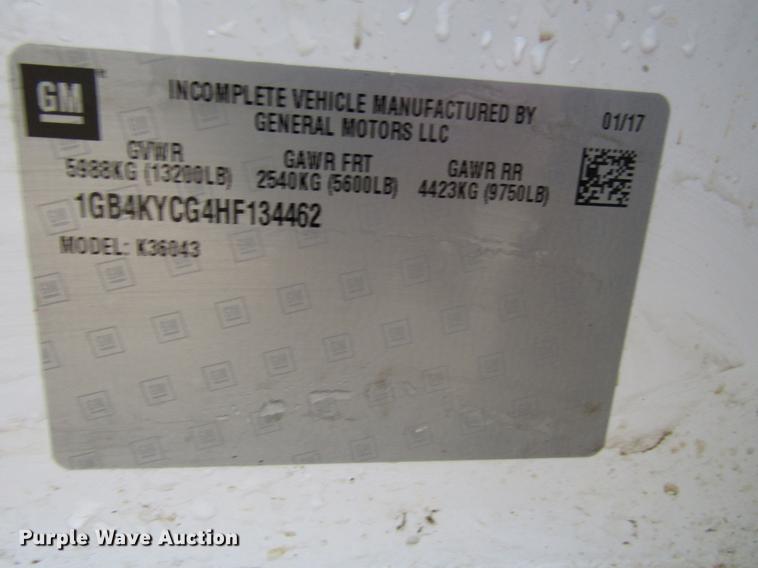 GM
INCOMPLETE VEHICLE MANUFACTURED BY
GENERAL MOTORS LLC
01/17
GVWR
5988KG (13200LB)
GAWR FRT
2540KG (5600LB)
GAWR RR
4423KG (9750LB)
1GB4KYCG4HF134462
MODEL: K36043
Purple Wave Auction